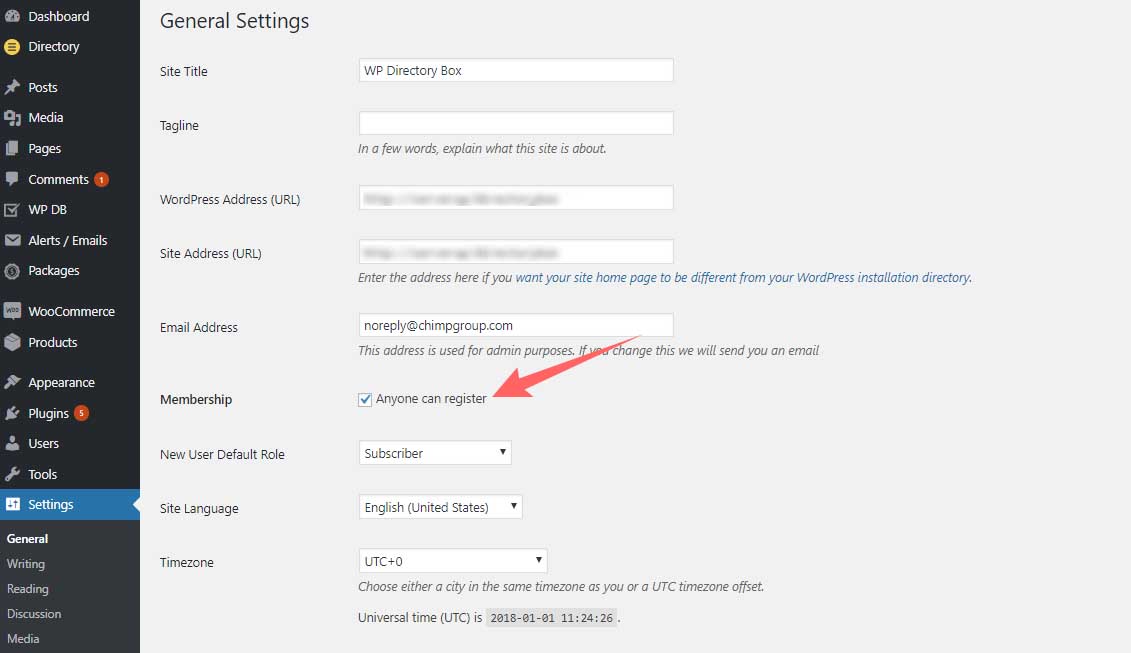 Dashboard
Directory
Posts
Media
Pages
Comments 1
WP DB
Alerts / Emails
Packages
WooCommerce
Products
Appearance
Plugins 5
Users
Tools
Settings
General
Writing
Reading
Discussion
Media
General Settings
Site Title WP Directory Box
Tagline
In a few words, explain what this site is about.
WordPress Address (URL)
Site Address (URL)
Enter the address here if you want your site home page to be different from your WordPress installation directory.
Email Address noreply@chimpgroup.com
This address is used for admin purposes. If you change this we will send you an email
Membership Anyone can register
New User Default Role Subscriber
Site Language English (United States)
Timezone UTC+0
Choose either a city in the same timezone as you or a UTC timezone offset.
Universal time (UTC) is 2018-01-01 11:24:26.